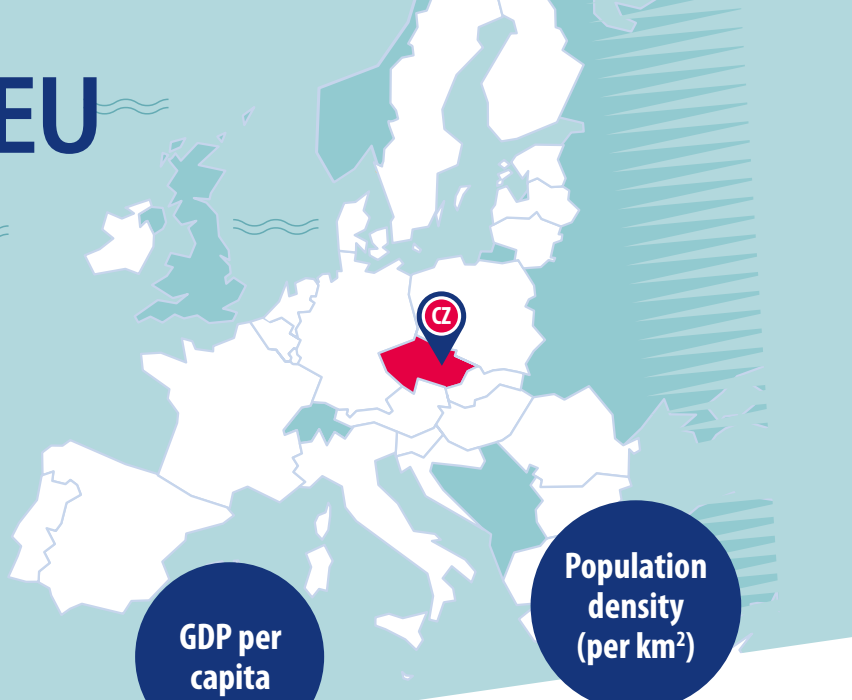 EU
CZ
Population
density
(per km²)
GDP per
capita